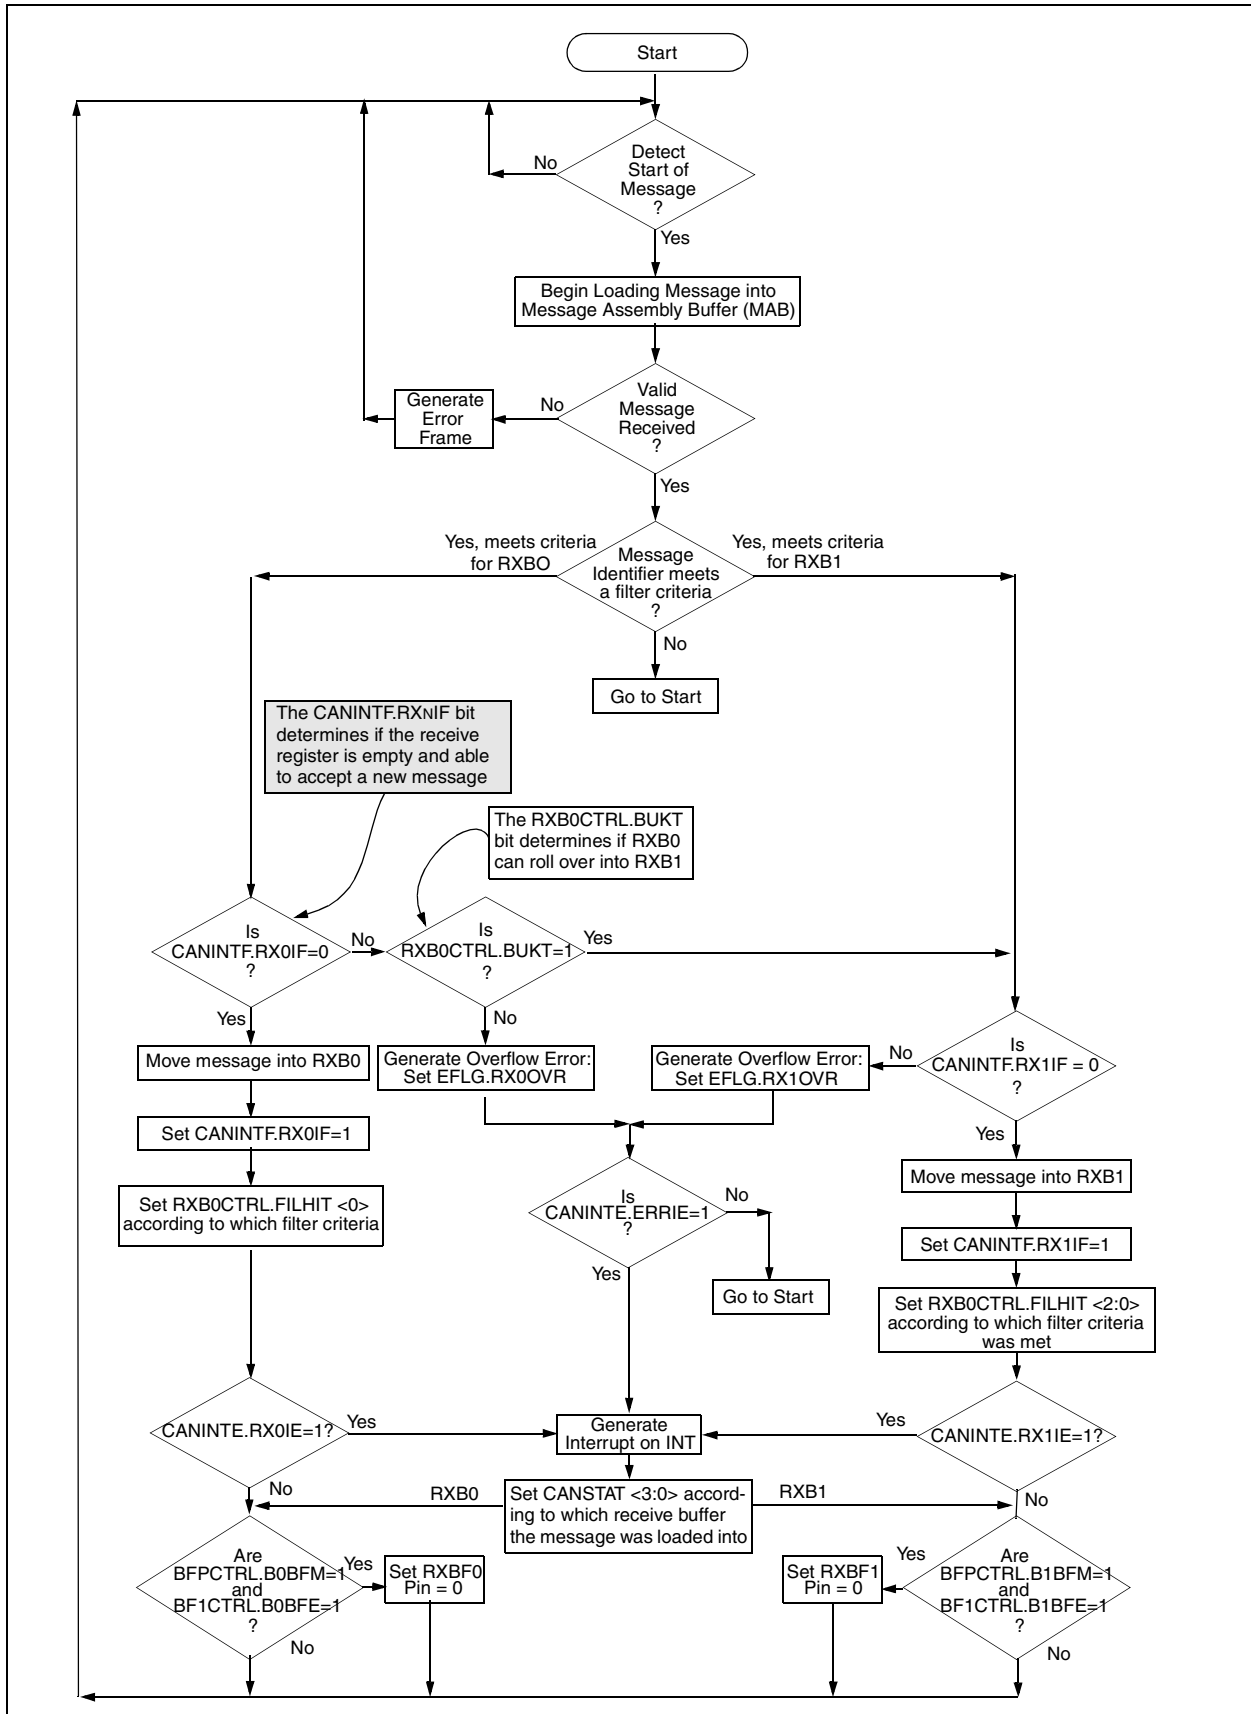 Start
Detect
Start of
Message
?
No
Yes
Begin Loading Message into
Message Assembly Buffer (MAB)
Valid
Message
Received
?
No
Generate
Error
Frame
Yes
Yes, meets criteria
for RXBO
Message
Identifier meets
a filter criteria
?
Yes, meets criteria
for RXB1
No
Go to Start
The CANINTF.RXNIF bit
determines if the receive
register is empty and able
to accept a new message
The RXB0CTRL.BUKT
bit determines if RXB0
can roll over into RXB1
Is
CANINTF.RX0IF=0
?
No
Is
RXB0CTRL.BUKT=1
?
Yes
Yes
No
Move message into RXB0
Generate Overflow Error:
Set EFLG.RX0OVR
Generate Overflow Error:
Set EFLG.RX1OVR
No
Is
CANINTF.RX1IF = 0
?
Set CANINTF.RX0IF=1
Yes
Set RXB0CTRL.FILHIT <0>
according to which filter criteria
Is
CANINTE.ERRIE=1
?
No
Yes
Go to Start
Move message into RXB1
Set CANINTF.RX1IF=1
Set RXB0CTRL.FILHIT <2:0>
according to which filter criteria
was met
CANINTE.RX0IE=1?
Yes
Generate
Interrupt on INT
Yes
CANINTE.RX1IE=1?
No
RXB0
Set CANSTAT <3:0> accord-
ing to which receive buffer
the message was loaded into
RXB1
No
Are
BFPCTRL.B0BFM=1
and
BF1CTRL.B0BFE=1
?
Yes
Set RXBF0
Pin = 0
No
Set RXBF1
Pin = 0
Yes
Are
BFPCTRL.B1BFM=1
and
BF1CTRL.B1BFE=1
?
No